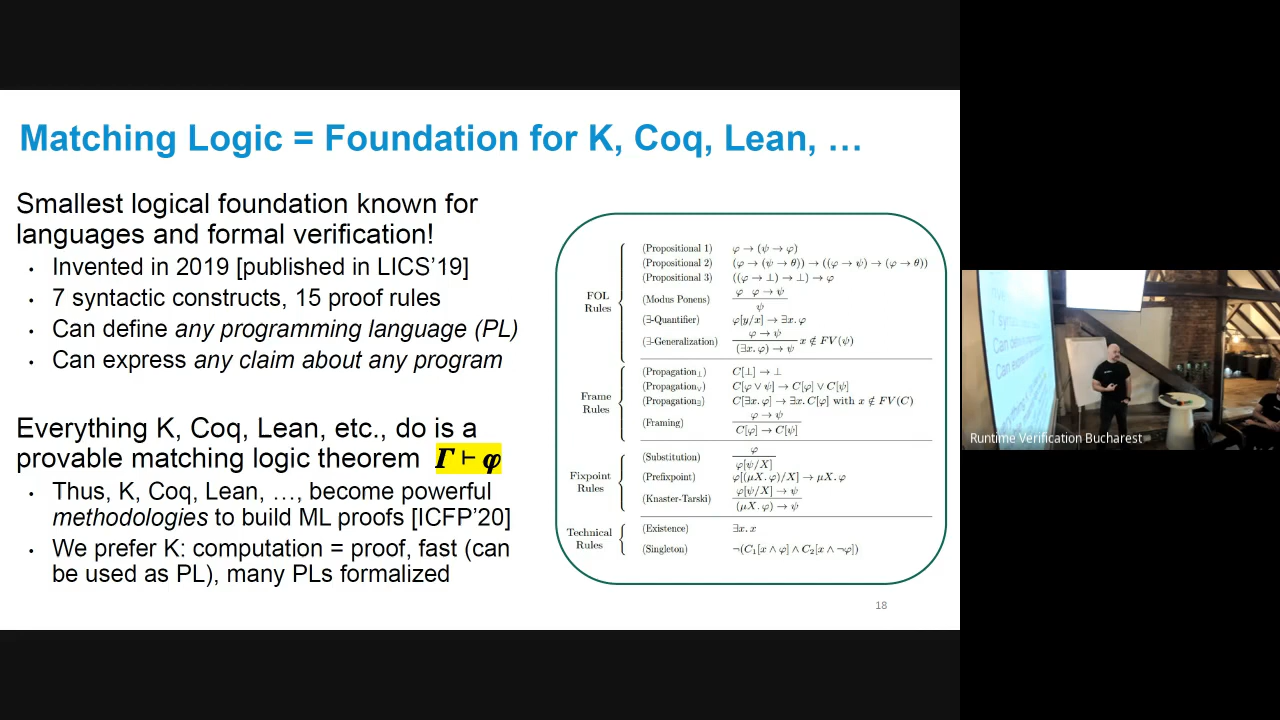 Matching Logic = Foundation for K, Coq, Lean, …
Smallest logical foundation known for
languages and formal verification!
• Invented in 2019 [published in LICS’19]
• 7 syntactic constructs, 15 proof rules
• Can define any programming language (PL)
• Can express any claim about any program
Everything K, Coq, Lean, etc., do is a
provable matching logic theorem Γ ⊢ φ
• Thus, K, Coq, Lean, …, become powerful
methodologies to build ML proofs [ICFP’20]
• We prefer K: computation = proof, fast (can
be used as PL), many PLs formalized
FOL
Rules
(Propositional 1) φ → (ψ → φ)
(Propositional 2) (φ → (ψ → θ)) → ((φ → ψ) → (φ → θ))
(Propositional 3) ((φ → ⊥) → ⊥) → φ
(Modus Ponens) φ φ → ψ
ψ
(∃-Quantifier) φ[y/x] → ∃x. φ
(∃-Generalization) φ → ψ
(∃x. φ) → ψ x ∉ FV(ψ)
Frame
Rules
(Propagation⊥) C[⊥] → ⊥
(Propagation∨) C[φ ∨ ψ] → C[φ] ∨ C[ψ]
(Propagation∃) C[∃x. φ] → ∃x. C[φ] with x ∉ FV(C)
(Framing) φ → ψ
C[φ] → C[ψ]
Fixpoint
Rules
(Substitution) φ
φ[ψ/X]
(Prefixpoint) φ[(μX. φ)/X] → μX. φ
(Knaster-Tarski) φ[ψ/X] → ψ
(μX. φ) → ψ
Technical
Rules
(Existence) ∃x. x
(Singleton) ¬(C₁[x ∧ φ] ∧ C₂[x ∧ ¬φ])
18
Runtime Verification Bucharest